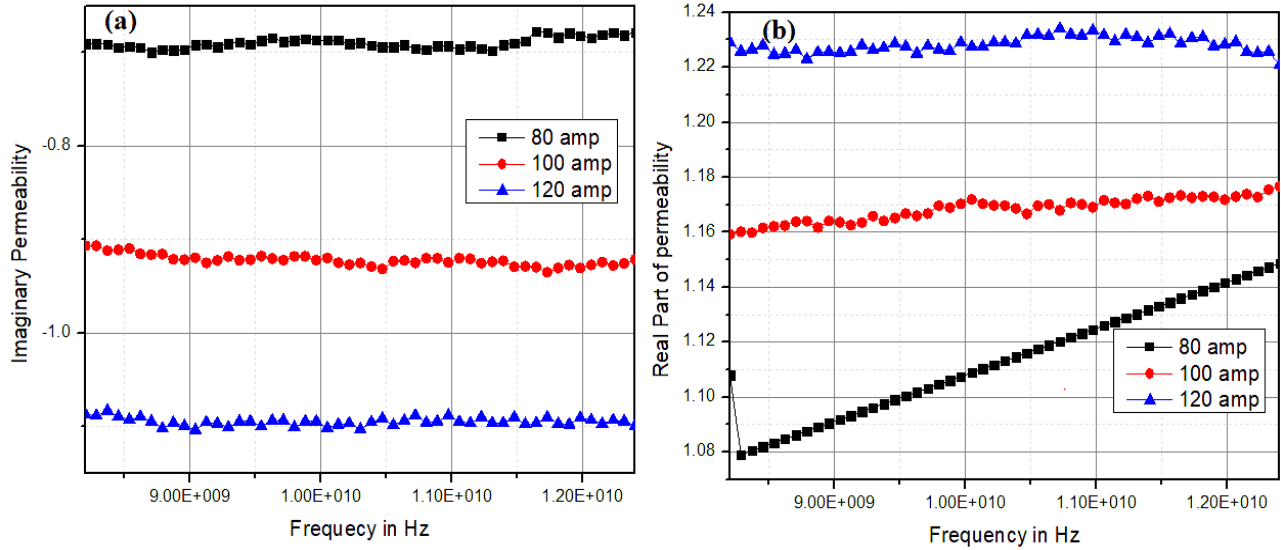 (a)
Imaginary Permeability
-0.8
-1.0
80 amp
100 amp
120 amp
9.00E+009
1.00E+010
1.10E+010
1.20E+010
Frequecy in Hz
(b)
Real Part of permeability
1.24
1.22
1.20
1.18
1.16
1.14
1.12
1.10
1.08
80 amp
100 amp
120 amp
9.00E+009
1.00E+010
1.10E+010
1.20E+010
Frequency in Hz